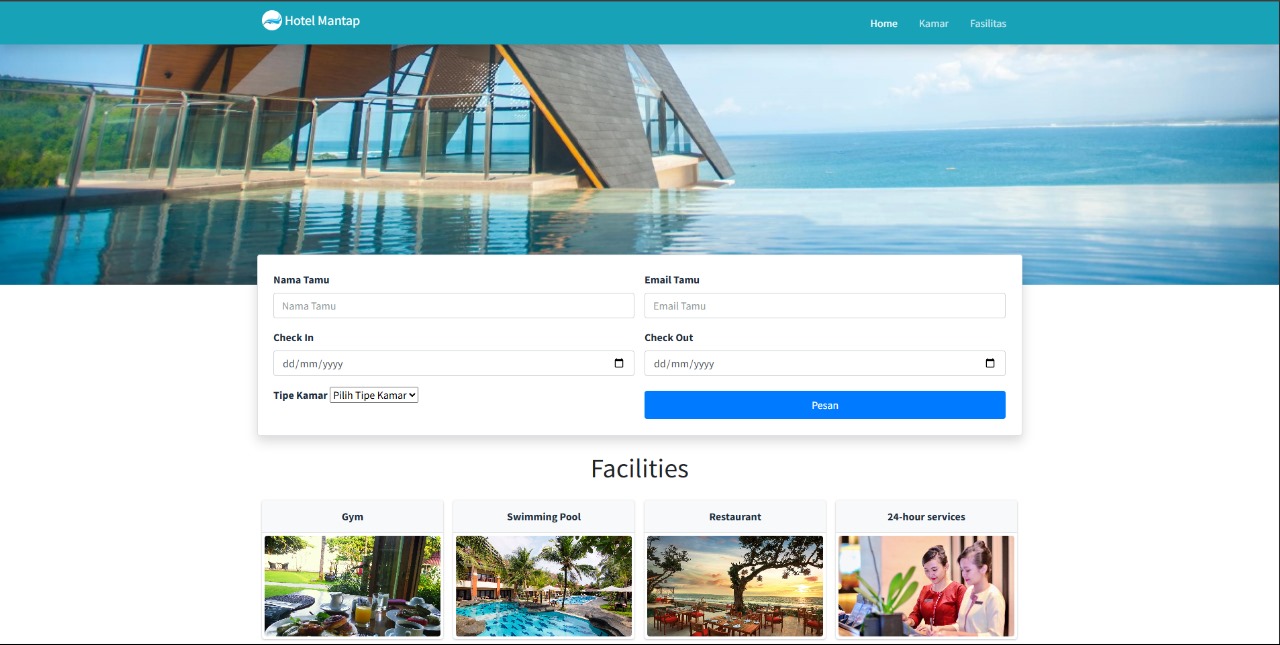 Hotel Mantap
Home Kamar Fasilitas
Nama Tamu Email Tamu
Nama Tamu Email Tamu
Check In Check Out
dd/mm/yyyy dd/mm/yyyy
Tipe Kamar Pilih Tipe Kamar
Pesan
Facilities
Gym Swimming Pool Restaurant 24-hour services